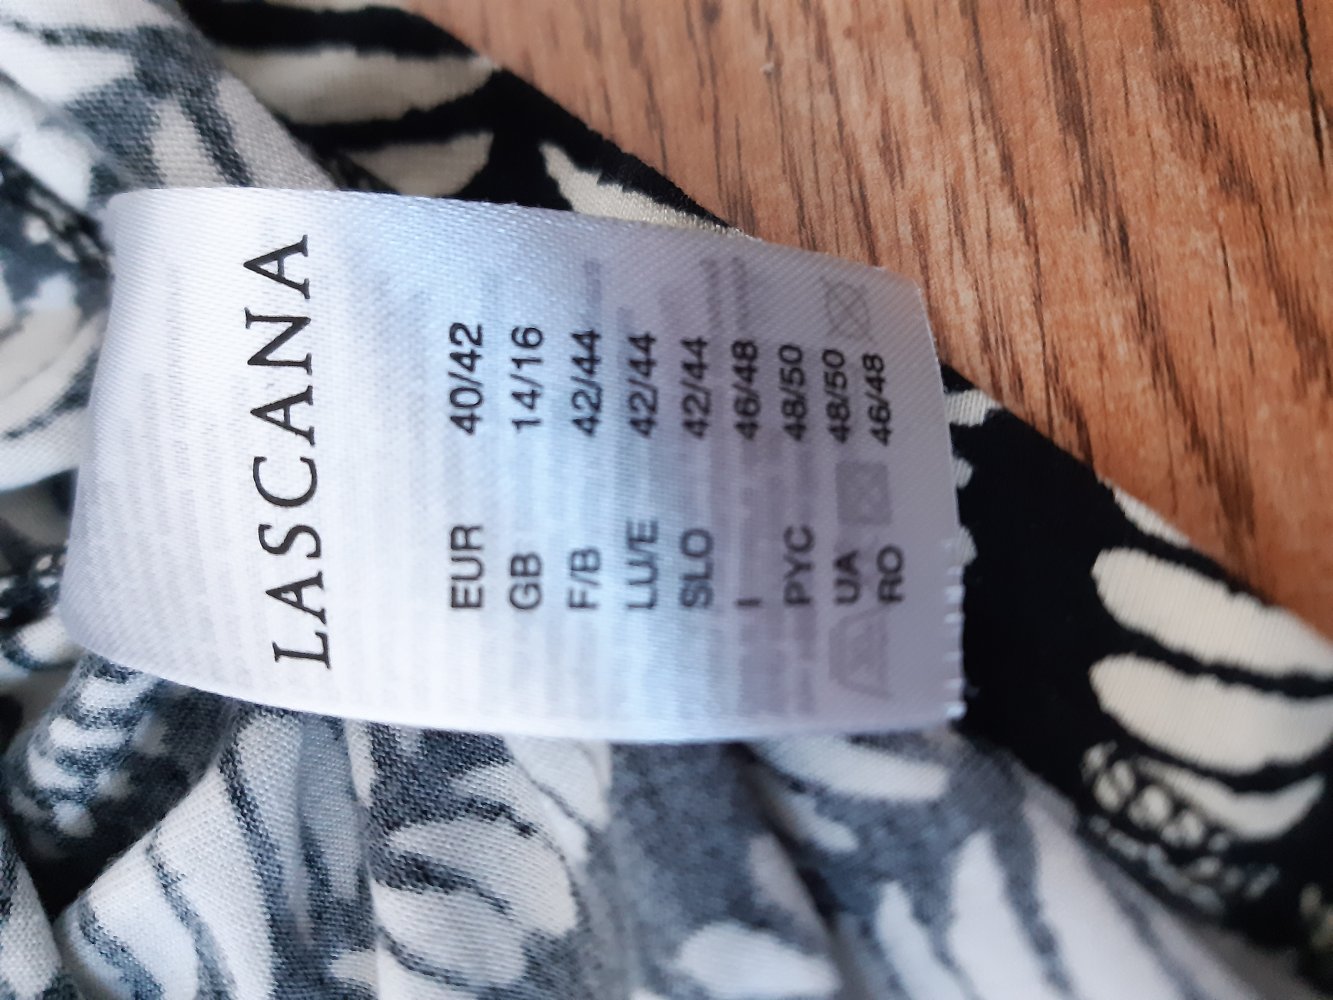 LASCANA
EUR 40/42
GB 14/16
F/B 42/44
LU/E 42/44
SLO 42/44
I 46/48
РУС 48/50
UA 48/50
RO 46/48